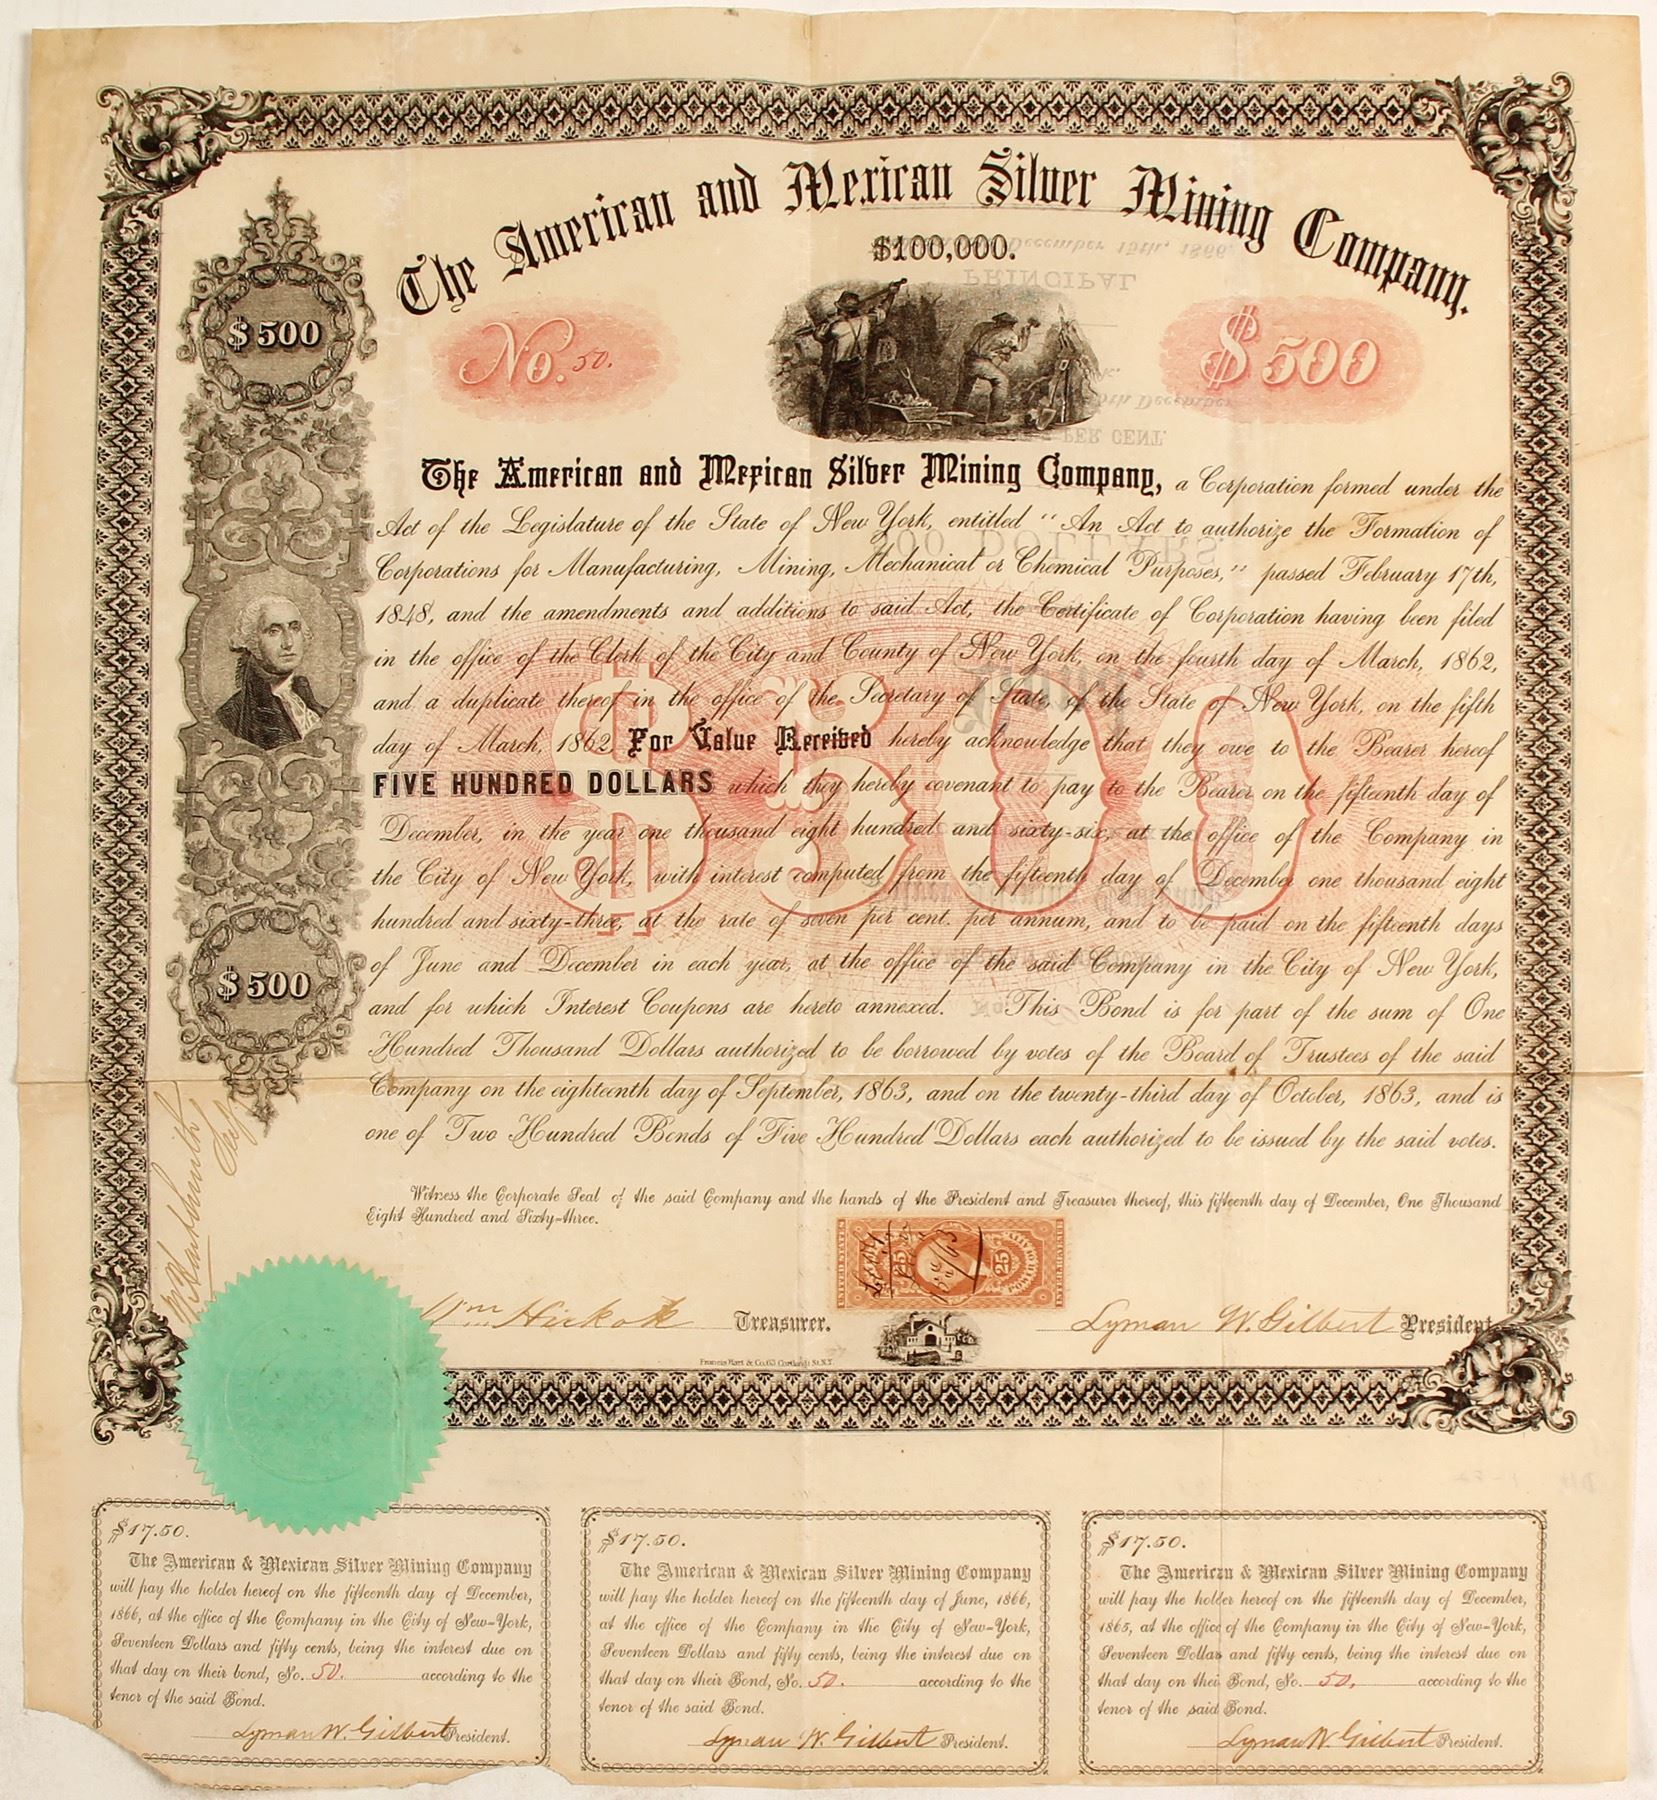 The American and Mexican Silver Mining Company.
$100,000.
$500
No. 50.
$500
The American and Mexican Silver Mining Company, a Corporation formed under the
Act of the Legislature of the State of New York, entitled "An Act to authorize the Formation of
Corporations for Manufacturing, Mining, Mechanical or Chemical Purposes," passed February 17th,
1848, and the amendments and additions to said Act, the Certificate of Corporation having been filed
in the office of the Clerk of the City and County of New York, on the fourth day of March, 1862,
and a duplicate thereof in the office of the Secretary of State, of the State of New York, on the fifth
day of March, 1862, For Value Received hereby acknowledge that they owe to the Bearer hereof
FIVE HUNDRED DOLLARS which they hereby covenant to pay to the Bearer on the fifteenth day of
December, in the year one thousand eight hundred and sixty-six, at the office of the Company in
the City of New York, with interest computed from the fifteenth day of December one thousand eight
hundred and sixty-three, at the rate of seven per cent. per annum, and to be paid on the fifteenth days
of June and December in each year, at the office of the said Company in the City of New York,
and for which Interest Coupons are hereto annexed. This Bond is for part of the sum of One
Hundred Thousand Dollars authorized to be borrowed by votes of the Board of Trustees of the said
Company on the eighteenth day of September, 1863, and on the twenty-third day of October, 1863, and is
one of Two Hundred Bonds of Five Hundred Dollars each authorized to be issued by the said votes.
$500
$500
Witness the Corporate Seal of the said Company and the hands of the President and Treasurer thereof, this fifteenth day of December, One Thousand
Eight Hundred and Sixty-three.
UNITED STATES
25
25
INTER. REVENUE
Wm Hickok Treasurer.
Lyman W. Gilbert President
Francis Hart & Co. 63 Cortlandt St. N.Y.
$17.50.
The American & Mexican Silver Mining Company
will pay the holder hereof on the fifteenth day of December,
1866, at the office of the Company in the City of New-York,
Seventeen Dollars and fifty cents, being the interest due on
that day on their bond, No. 50. according to the
tenor of the said Bond.
Lyman W. Gilbert President.
$17.50.
The American & Mexican Silver Mining Company
will pay the holder hereof on the fifteenth day of June, 1866,
at the office of the Company in the City of New-York,
Seventeen Dollars and fifty cents, being the interest due on
that day on their Bond, No. 50. according to the
tenor of the said Bond.
Lyman W. Gilbert President.
$17.50.
The American & Mexican Silver Mining Company
will pay the holder hereof on the fifteenth day of December,
1865, at the office of the Company in the City of New-York,
Seventeen Dollars and fifty cents, being the interest due on
that day on their Bond, No. 50. according to the
tenor of the said Bond.
Lyman W. Gilbert President.